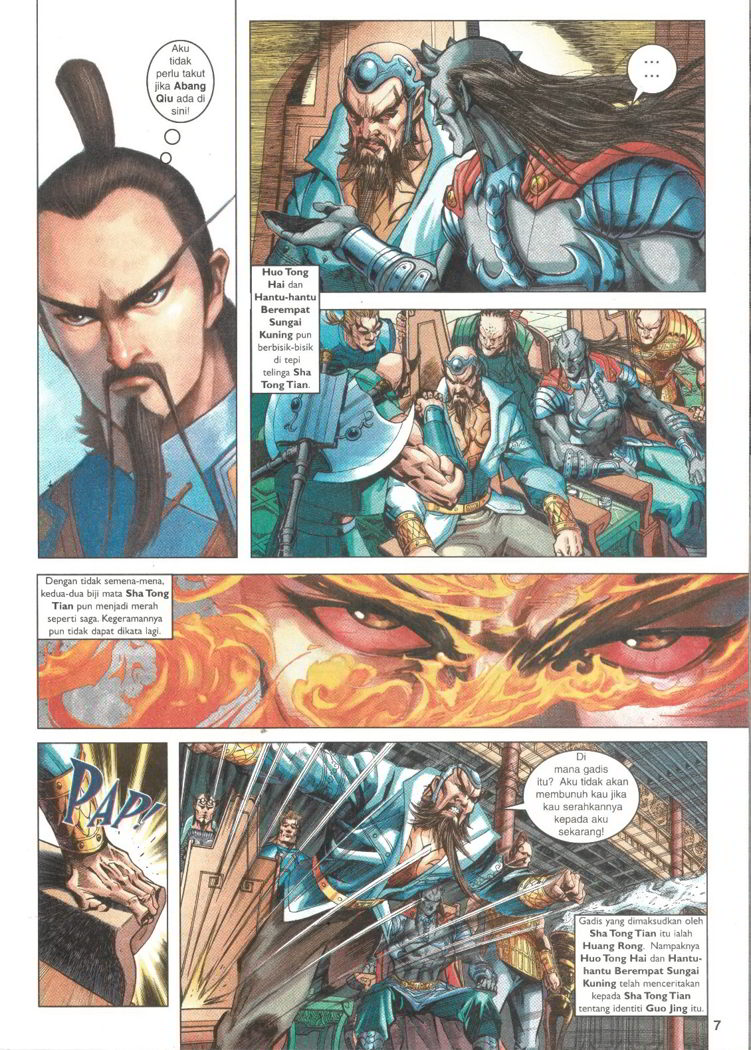 Aku
tidak
perlu takut
jika Abang
Qiu ada di
sini!
...
...
Huo Tong
Hai dan
Hantu-hantu
Berempat
Sungai
Kuning pun
berbisik-bisik
di tepi
telinga Sha
Tong Tian.
Dengan tidak semena-mena,
kedua-dua biji mata Sha Tong
Tian pun menjadi merah
seperti saga. Kegeramannya
pun tidak dapat dikata lagi.
PAP!
Di
mana gadis
itu? Aku tidak akan
membunuh kau jika
kau serahkannya
kepada aku
sekarang!
Gadis yang dimaksudkan oleh
Sha Tong Tian itu ialah
Huang Rong. Nampaknya
Huo Tong Hai dan Hantu-
hantu Berempat Sungai
Kuning telah menceritakan
kepada Sha Tong Tian
tentang identiti Guo Jing itu.
7